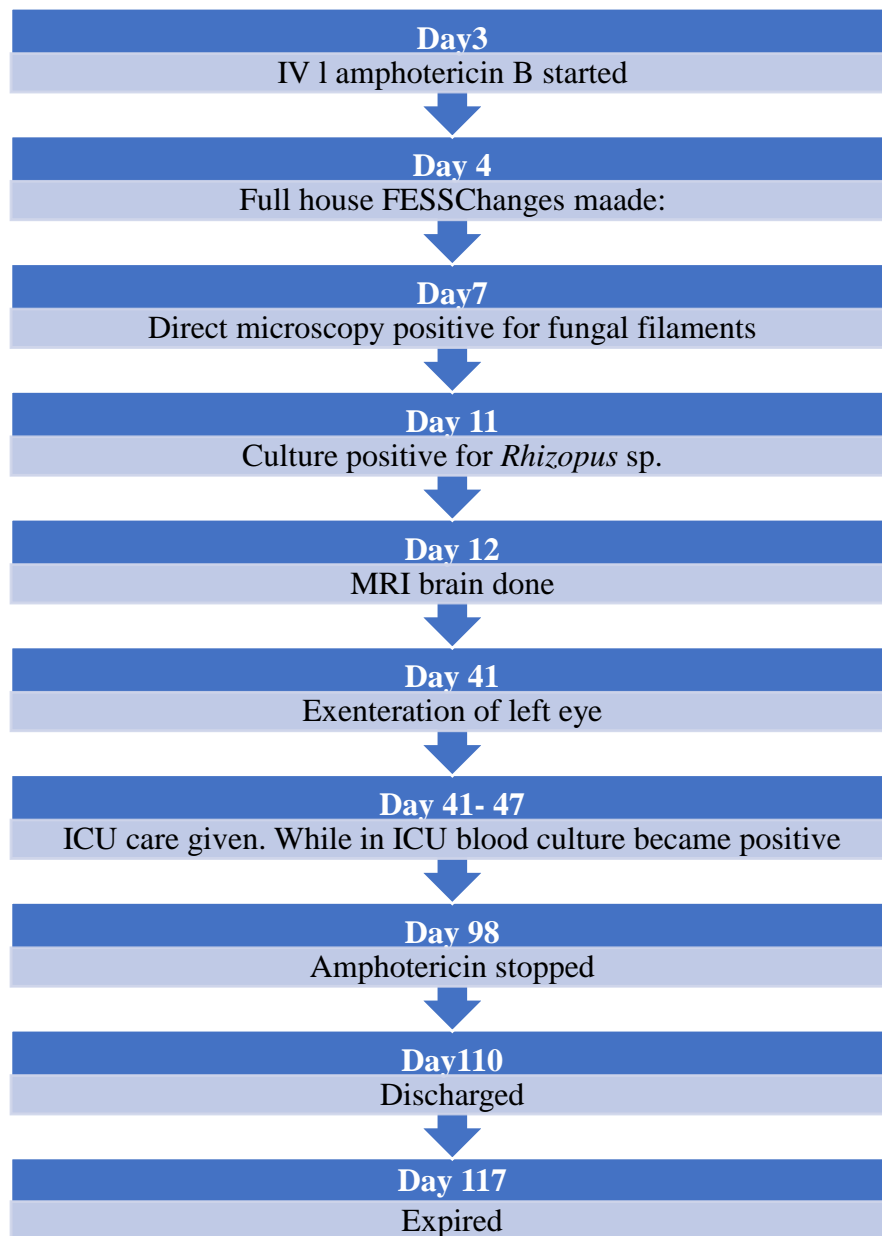 Day3
IV l amphotericin B started
Day 4
Full house FESSChanges maade:
Day7
Direct microscopy positive for fungal filaments
Day 11
Culture positive for Rhizopus sp.
Day 12
MRI brain done
Day 41
Exenteration of left eye
Day 41- 47
ICU care given. While in ICU blood culture became positive
Day 98
Amphotericin stopped
Day110
Discharged
Day 117
Expired